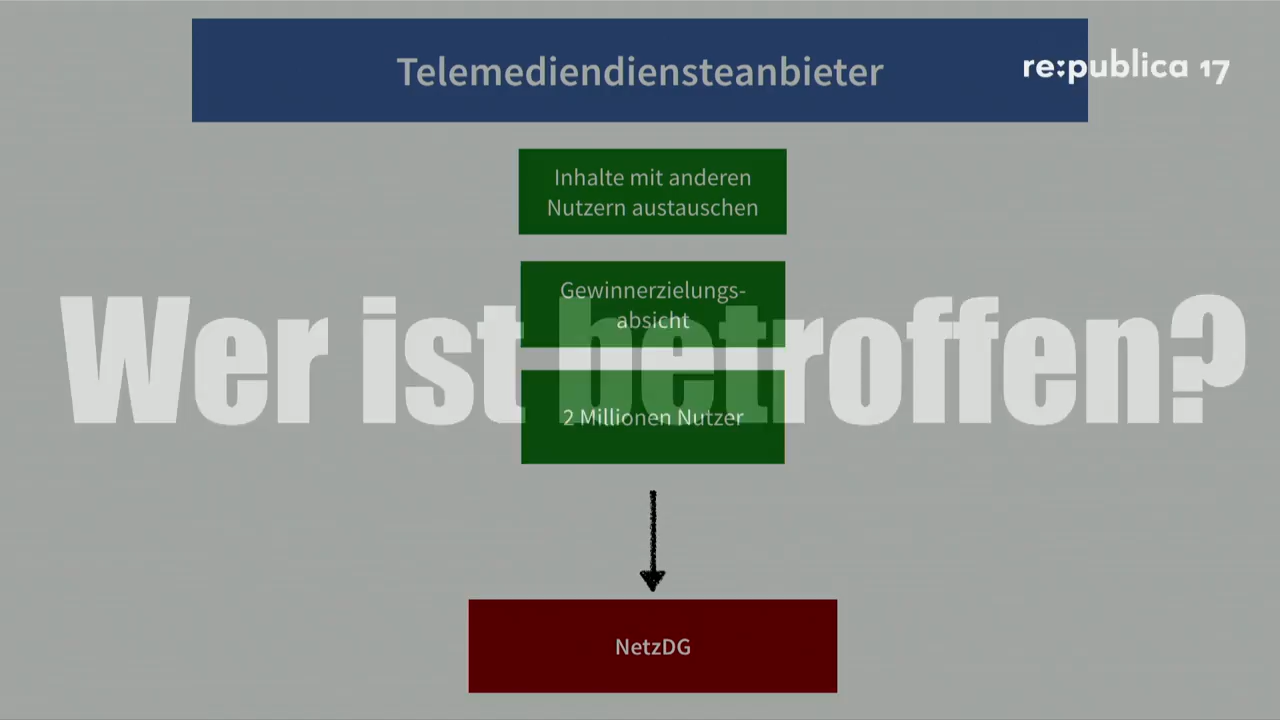 Telemediendiensteanbieter
re:publica 17
Inhalte mit anderen
Nutzern austauschen
Gewinnerzielungs-
absicht
Wer ist betroffen?
2 Millionen Nutzer
NetzDG